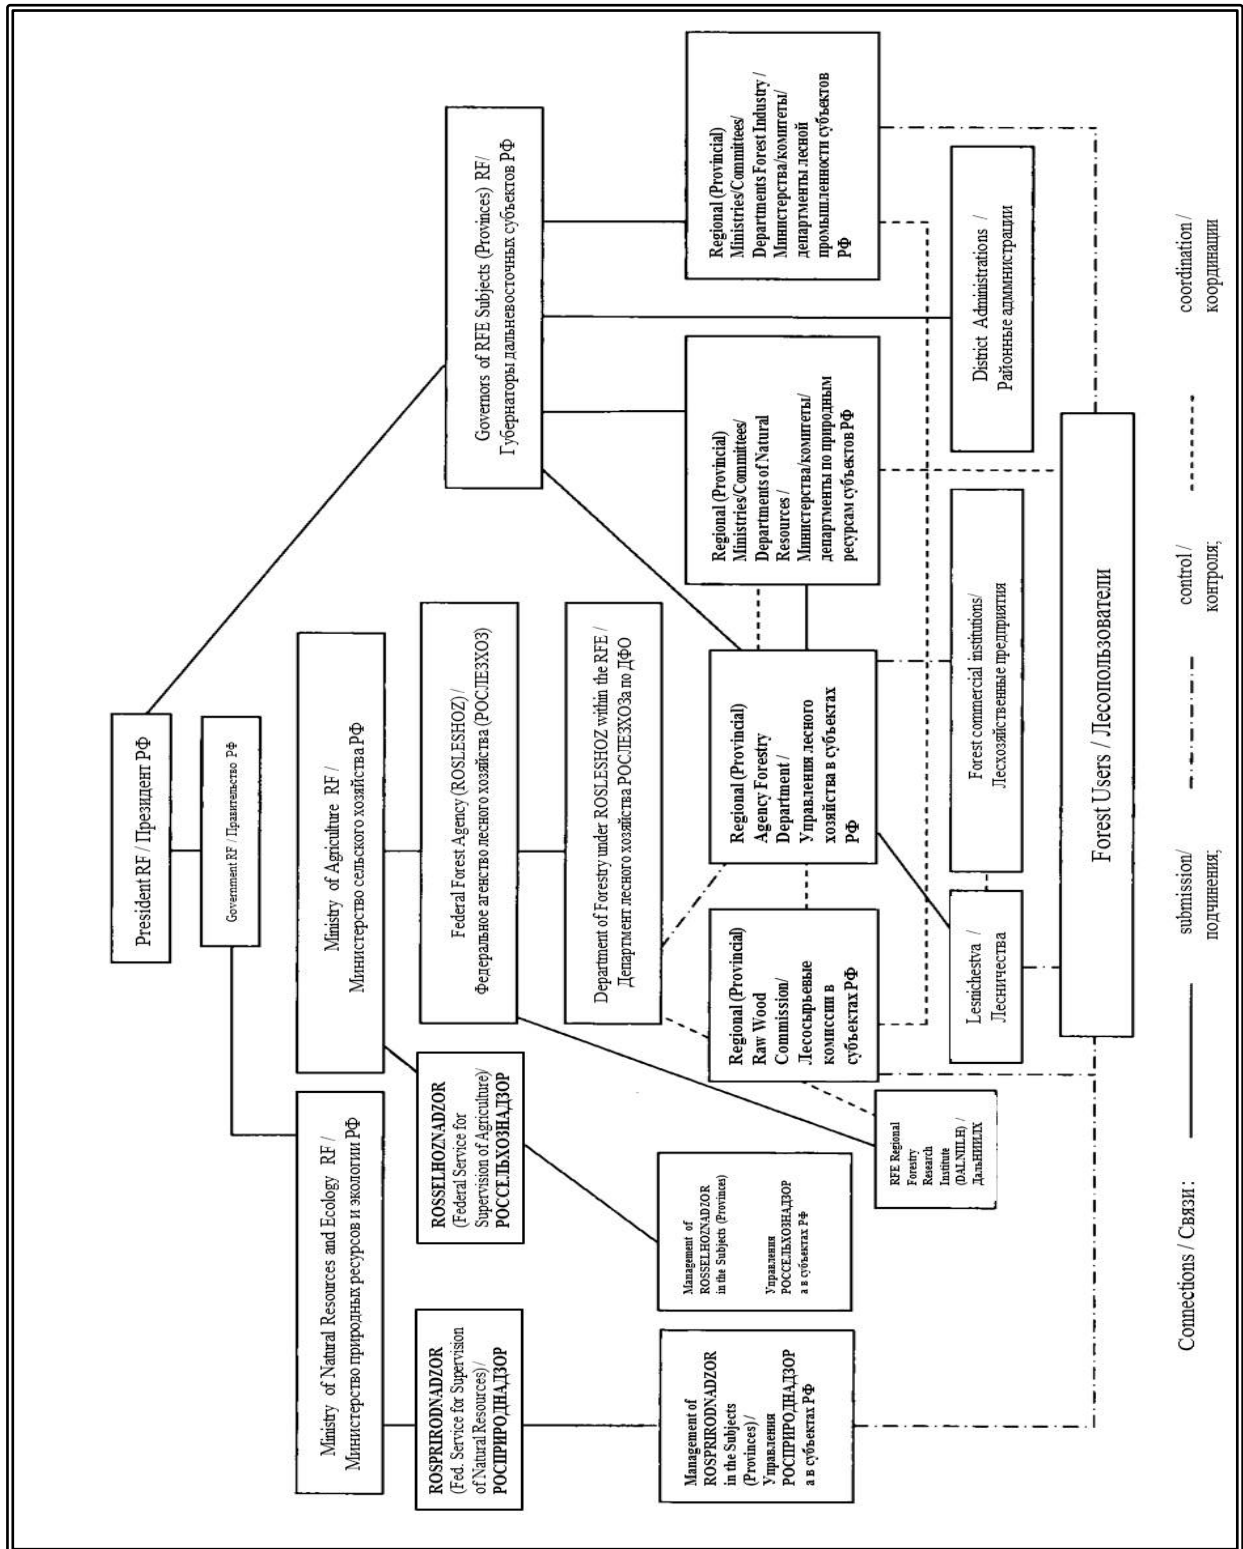 President RF / Президент РФ
Government RF / Правительство РФ
Ministry of Natural Resources and Ecology RF /
Министерство природных ресурсов и экологии РФ
Ministry of Agriculture RF /
Министерство сельского хозяйства РФ
Governors of RFE Subjects (Provinces) RF/
Губернаторы дальневосточных субъектов РФ
ROSPRIRODNADZOR
(Fed. Service for Supervision
of Natural Resources) /
РОСПРИРОДНАДЗОР
ROSSELHOZNADZOR
(Federal Service for
Supervision of Agriculture)/
РОССЕЛЬХОЗНАДЗОР
Federal Forest Agency (ROSLESHOZ) /
Федеральное агенство лесного хозяйства (РОСЛЕЗХОЗ)
Department of Forestry under ROSLESHOZ within the RFE /
Департмент лесного хозяйства РОСЛЕЗХОЗа по ДФО
Management of
ROSPRIRODNADZOR
in the Subjects
(Provinces) /
Управления
РОСПРИРОДНАДЗОР
а в субъектах РФ
Management of
ROSSELHOZNADZOR
in the Subjects (Provinces)
Управления
РОССЕЛЬХОЗНАДЗОР
а в субъектах РФ
Regional (Provincial)
Raw Wood
Commission/
Лесосырьевые
комиссии в
субъектах РФ
Regional (Provincial)
Agency Forestry
Department /
Управления лесного
хозяйства в субъектах
РФ
Regional (Provincial)
Ministries/Committees/
Departments of Natural
Resources /
Министерства/комитеты/
департменты по природным
ресурсам субъектов РФ
Regional (Provincial)
Ministries/Committees/
Departments Forest Industry /
Министерства/комитеты/
департменты лесной
промышленности субъектов
РФ
RFE Regional
Forestry
Research
Institute
(DALNIILH) /
ДальНИИЛХ
Lesnichestva /
Лесничества
Forest commercial institutions/
Лесхозяйственные предприятия
District Administrations /
Районные адммнистрации
Forest Users / Лесопользователи
Connections / Связи :
submission/
подчинения;
control /
контроля;
coordination /
координации